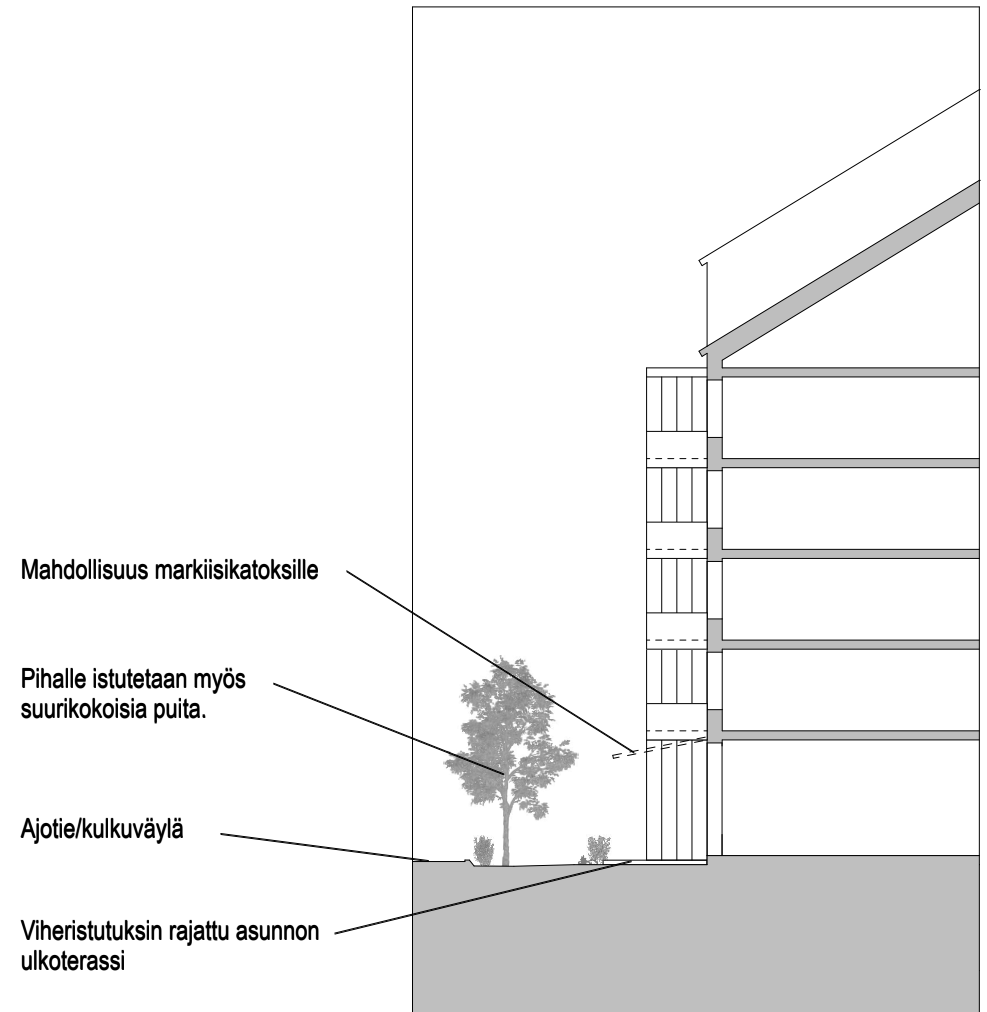 Mahdollisuus markiisikatoksille
Pihalle istutetaan myös
suurikokoisia puita.
Ajotie/kulkuväylä
Viheristutuksin rajattu asunnon
ulkoterassi